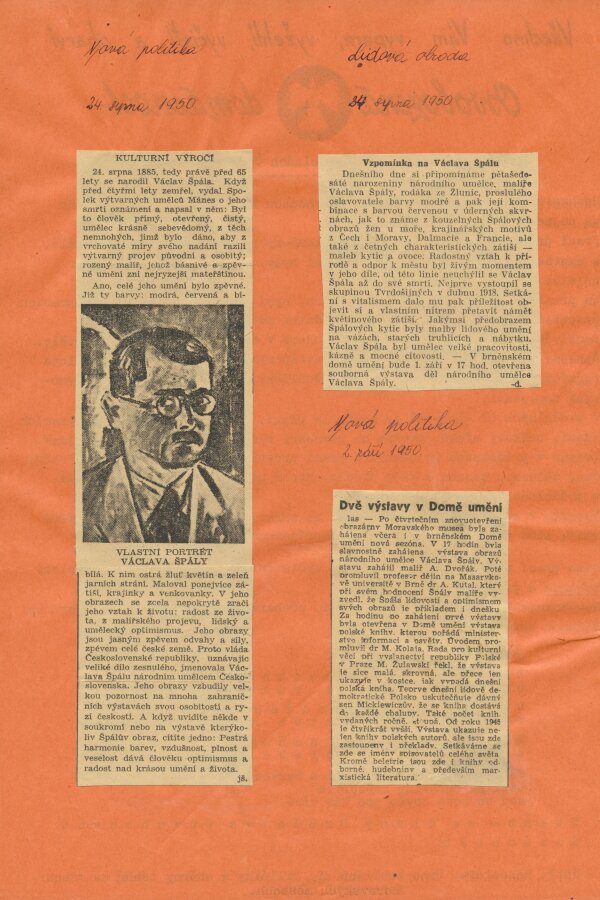 Nová politika
24 srpna 1950
KULTURNÍ VÝROČÍ
24. srpna 1885, tedy právě před 65
lety se narodil Václav Špála. Když
před čtyřmi lety zemřel, vydal Spo-
lek výtvarných umělců Mánes o jeho
smrti oznámení a napsal v něm: Byl
to člověk přímý, otevřený, čistý,
umělec krásně sebevědomý, z těch
nemnohých, jimž bylo dáno, aby z
vrchovaté míry svého nadání razili
výtvarný projev původní a osobitý;
rozený malíř, jehož básnivé a zpěv-
né umění zní nejryzejší mateřštinou.
Ano, celé jeho umění bylo zpěvné.
Již ty barvy: modrá, červená a bí-
VLASTNÍ PORTRÉT
VÁCLAVA ŠPÁLY
bílá. K nim ostrá žluť květin a zeleň
jarních strání. Maloval ponejvíce zá-
tiší, krajinky a venkovanky. V jeho
obrazech se zcela nepokrytě zračí
jeho vztah k životu: radost ze živo-
ta, z malířského projevu, lidský a
umělecký optimismus. Jeho obrazy
jsou jasným zpěvem odvahy a síly,
zpěvem celé české země. Proto vláda
Československé republiky, uznávajíc
veliké dílo zesnulého, jmenovala Vác-
lava Špálu národním umělcem Česko-
slovenska. Jeho obrazy vzbudily vel-
kou pozornost na mnoha zahranič-
ních výstavách svou osobitostí a ry-
zí českostí. A když uvidíte někde v
soukromí nebo na výstavě kterýko-
liv Špálův obraz, cítíte jedno: Pestrá
harmonie barev, vzdušnost, plnost a
veselost dává člověku optimismus a
radost nad krásou umění a života.
jš.
Lidová obroda
24 srpna 1950.
Vzpomínka na Václava Špálu
Dnešního dne si připomínáme pětašede-
sáté narozeniny národního umělce, malíře
Václava Špály, rodáka ze Žlunic, proslulého
oslavovatele barvy modré a pak její kom-
binace s barvou červenou v úderných skvr-
nách, jak to známe z kouzelných Špálových
obrazů žen u moře, krajinářských motivů
z Čech i Moravy, Dalmacie a Francie, ale
také z četných charakteristických zátiší —
maleb kytic a ovoce. Radostný vztah k pří-
rodě a odpor k městu byl živým momentem
v jeho díle, od této linie neuchýlil se Václav
Špála až do své smrti. Nejprve vystoupil se
skupinou Tvrdošijných v dubnu 1918. Setká-
ní s vitalismem dalo mu pak příležitost ob-
jevit si a vlastním nitrem přetavit námět
květinového zátiší. Jakýmsi předobrazem
Špálových kytic byly malby lidového umění
na vázách, starých truhlicích a nábytku.
Václav Špála byl umělec velké pracovitosti,
kázně a mocné citovosti. — V brněnském
domě umění bude 1. září v 17 hod. otevřena
souborná výstava děl národního umělce
Václava Špály. -d.
Nová politika
2. září 1950.
Dvě výstavy v Domě umění
las — Po čtvrtečním znovuotevření
obrazárny Moravského musea byla za-
hájena včera i v brněnském Domě
umění nová sezóna. V 17 hodin byla
slavnostně zahájena výstava obrazů
národního umělce Václava Špály. Vý-
stavu zahájil malíř A. Dvořák. Poté
promluvil profesor dějin na Masaryk-
ově universitě v Brně dr A. Kutal, který
při svém hodnocení Špály malíře vy-
zvedl, že Špála lidovostí a optimismem
svých obrazů je příkladem i dnešku.
Za hodinu po zahájení prvé výstavy
byla otevřena v Domě umění výstava
polské knihy, kterou pořádá minister-
stvo informací a osvěty. Úvodem pro-
mluvil dr M. Kolaja, Rada pro kulturní
věci při vyslanectví republiky Polské
v Praze M. Żuławski řekl, že výstava
je sice malá, skrovná, ale přece jen
ukazuje v kostce, jak vypadá dnešní
polská kniha. Teprve dnešní lidově de-
mokratické Polsko uskutečňuje dávný
sen Mickiewiczův, že se kniha dostává
do každé chalupy. Také počet knih
vydaných ročně, Od roku 1948
je čtyřikrát vyšší. Výstava ukazuje ne-
jen knihy polských autorů, ale jsou zde
zastoupeny i překlady. Setkáváme se
zde se jmény spisovatelů celého světa.
Kromě beletrie jsou zde i knihy od-
borné, hudebniny a především mar-
xistická literatura.